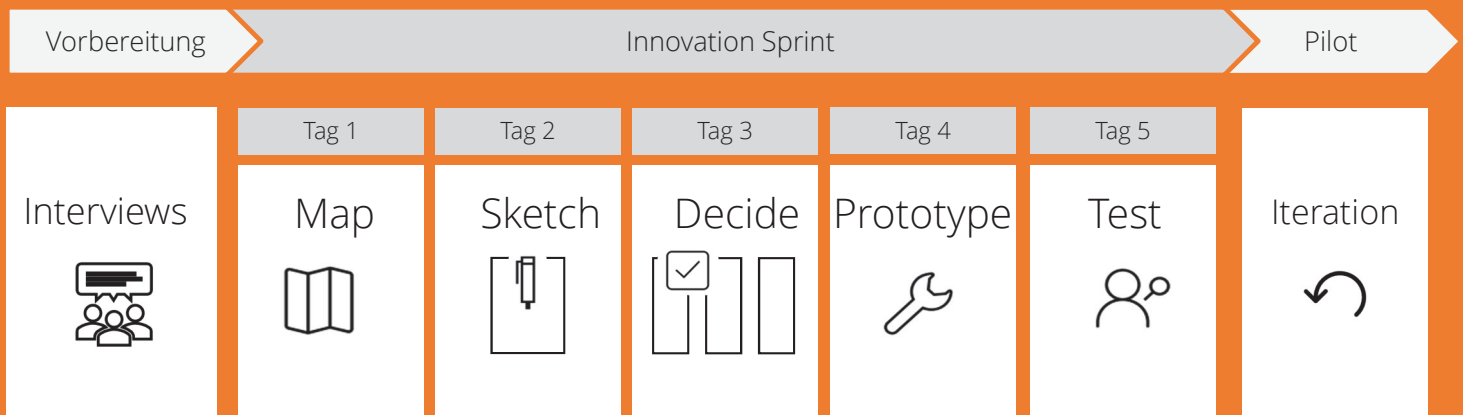 Vorbereitung
Innovation Sprint
Pilot
Tag 1
Tag 2
Tag 3
Tag 4
Tag 5
Interviews
Map
Sketch
Decide
Prototype
Test
Iteration